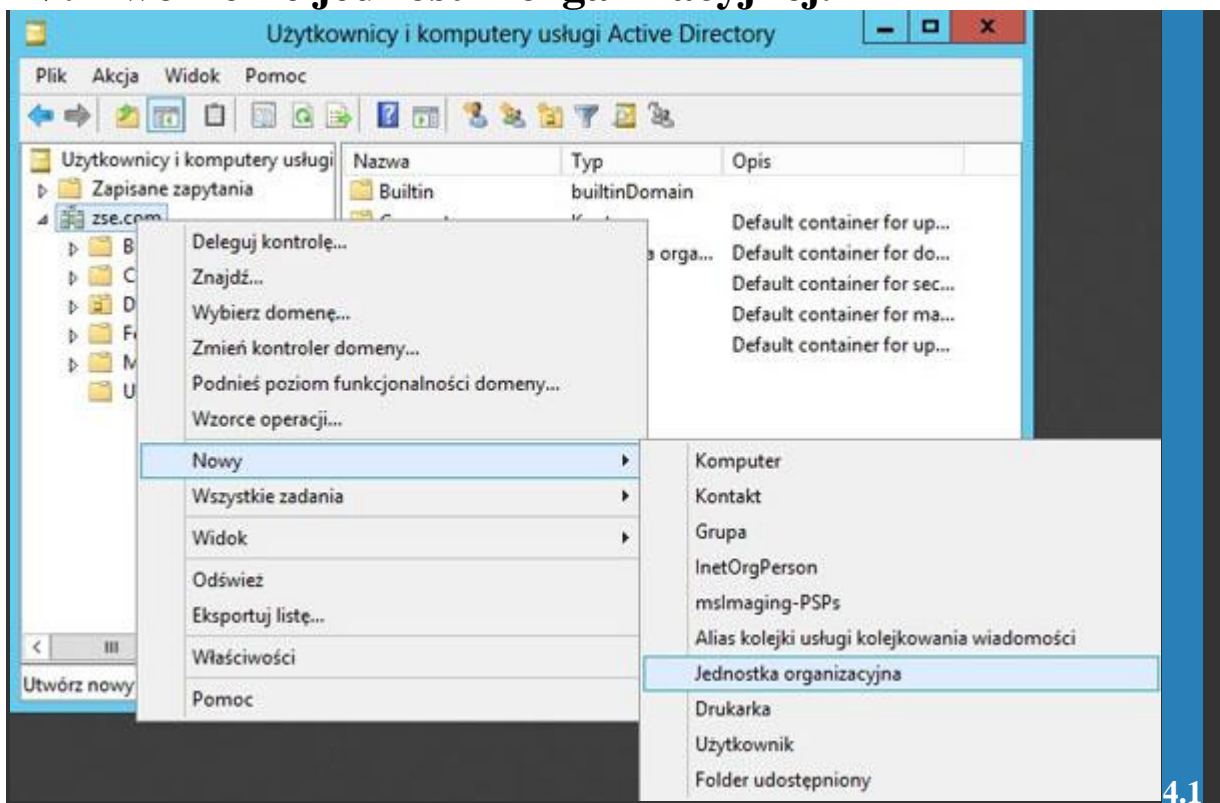 Użytkownicy i komputery usługi Active Directory
Plik Akcja Widok Pomoc
Użytkownicy i komputery usługi
Zapisane zapytania
zse.com
B
C
D
F
M
U
Nazwa Typ Opis
Builtin builtinDomain
Default container for up...
a orga... Default container for do...
Default container for sec...
Default container for ma...
Default container for up...
Deleguj kontrolę...
Znajdź...
Wybierz domenę...
Zmień kontroler domeny...
Podnieś poziom funkcjonalności domeny...
Wzorce operacji...
Nowy
Wszystkie zadania
Widok
Odśwież
Eksportuj listę...
Właściwości
Pomoc
Komputer
Kontakt
Grupa
InetOrgPerson
msImaging-PSPs
Alias kolejki usługi kolejkowania wiadomości
Jednostka organizacyjna
Drukarka
Użytkownik
Folder udostępniony
Utwórz nowy
4.1